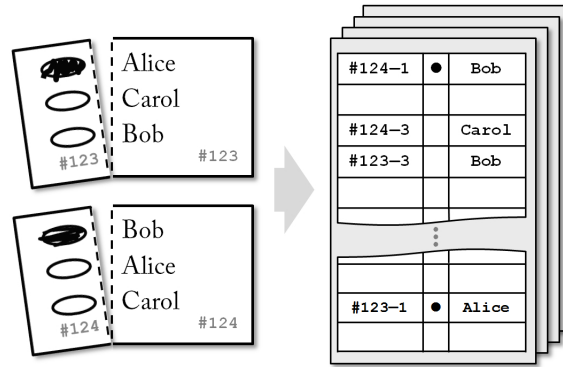 Alice
Carol
Bob
#123
#123
Bob
Alice
Carol
#124
#124
#124—1 ● Bob
#124—3 Carol
#123—3 Bob
#123—1 ● Alice